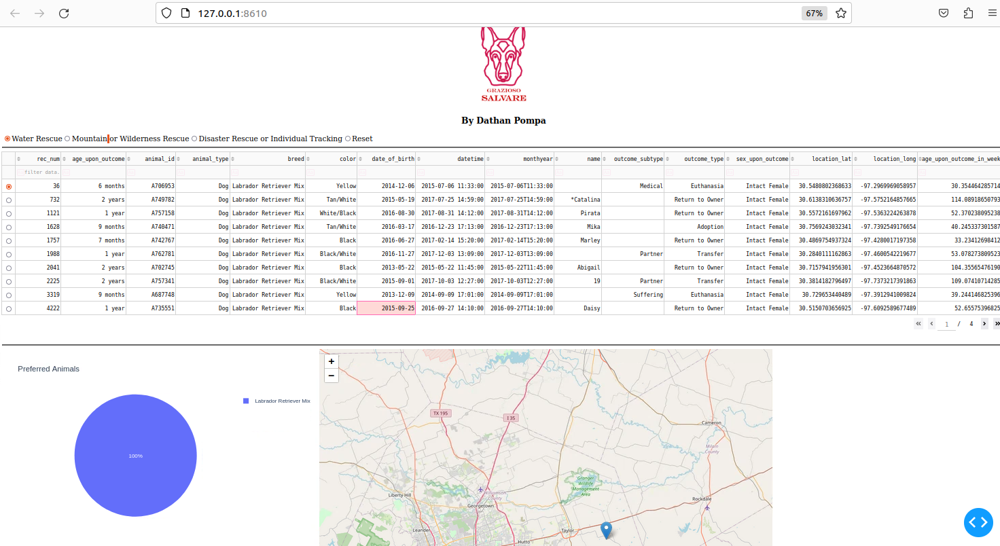 127.0.0.1:8610 67%
GRAZIOSO
SALVARE
By Dathan Pompa
Water Rescue Mountain or Wilderness Rescue Disaster Rescue or Individual Tracking Reset
rec_num age_upon_outcome animal_id animal_type breed color date_of_birth datetime monthyear name outcome_subtype outcome_type sex_upon_outcome location_lat location_long age_upon_outcome_in_week
filter data.
36 6 months A706953 Dog Labrador Retriever Mix Yellow 2014-12-06 2015-07-06 11:33:00 2015-07-06T11:33:00 Medical Euthanasia Intact Female 30.5480802368633 -97.2969969058957 30.354464285714
732 2 years A749782 Dog Labrador Retriever Mix Tan/White 2015-05-19 2017-07-25 14:59:00 2017-07-25T14:59:00 *Catalina Return to Owner Intact Female 30.6138310636757 -97.5752164857665 114.08918650793
1121 1 year A757158 Dog Labrador Retriever Mix White/Black 2016-08-30 2017-08-31 14:12:00 2017-08-31T14:12:00 Pirata Return to Owner Intact Female 30.5572161697962 -97.5363224263878 52.370238095238
1628 9 months A740471 Dog Labrador Retriever Mix Tan/White 2016-03-17 2016-12-23 17:13:00 2016-12-23T17:13:00 Mika Adoption Intact Female 30.7569243032341 -97.7392549176654 40.245337301587
1757 7 months A742767 Dog Labrador Retriever Mix Black 2016-06-27 2017-02-14 15:20:00 2017-02-14T15:20:00 Marley Return to Owner Intact Female 30.4869754937324 -97.4280017197358 33.23412698412
1988 1 year A762781 Dog Labrador Retriever Mix Black/White 2016-11-27 2017-12-03 13:09:00 2017-12-03T13:09:00 Partner Transfer Intact Female 30.2840111162863 -97.4600542219677 53.078273809523
2041 2 years A702745 Dog Labrador Retriever Mix Black 2013-05-22 2015-05-22 11:45:00 2015-05-22T11:45:00 Abigail Return to Owner Intact Female 30.7157941956301 -97.4523664870572 104.35565476190
2225 2 years A757341 Dog Labrador Retriever Mix Black/White 2015-09-01 2017-10-03 12:27:00 2017-10-03T12:27:00 19 Partner Transfer Intact Female 30.3814182796497 -97.7373217391863 109.07410714285
3319 9 months A687748 Dog Labrador Retriever Mix Yellow 2013-12-09 2014-09-09 17:01:00 2014-09-09T17:01:00 Suffering Euthanasia Intact Female 30.729653440489 -97.3912941009824 39.244146825396
4222 1 year A735551 Dog Labrador Retriever Mix Black 2015-09-25 2016-09-27 14:10:00 2016-09-27T14:10:00 Daisy Return to Owner Intact Female 30.5150703656925 -97.6092589677489 52.65575396825
1 / 4
Preferred Animals
Labrador Retriever Mix
100%
+
−
TX 195
I 35
Cameron
Milam
County
Granger
Wildlife
Management
Area
Liberty Hill
Williamson
County
Georgetown
Rockdale
Leander
Taylor
Hutto